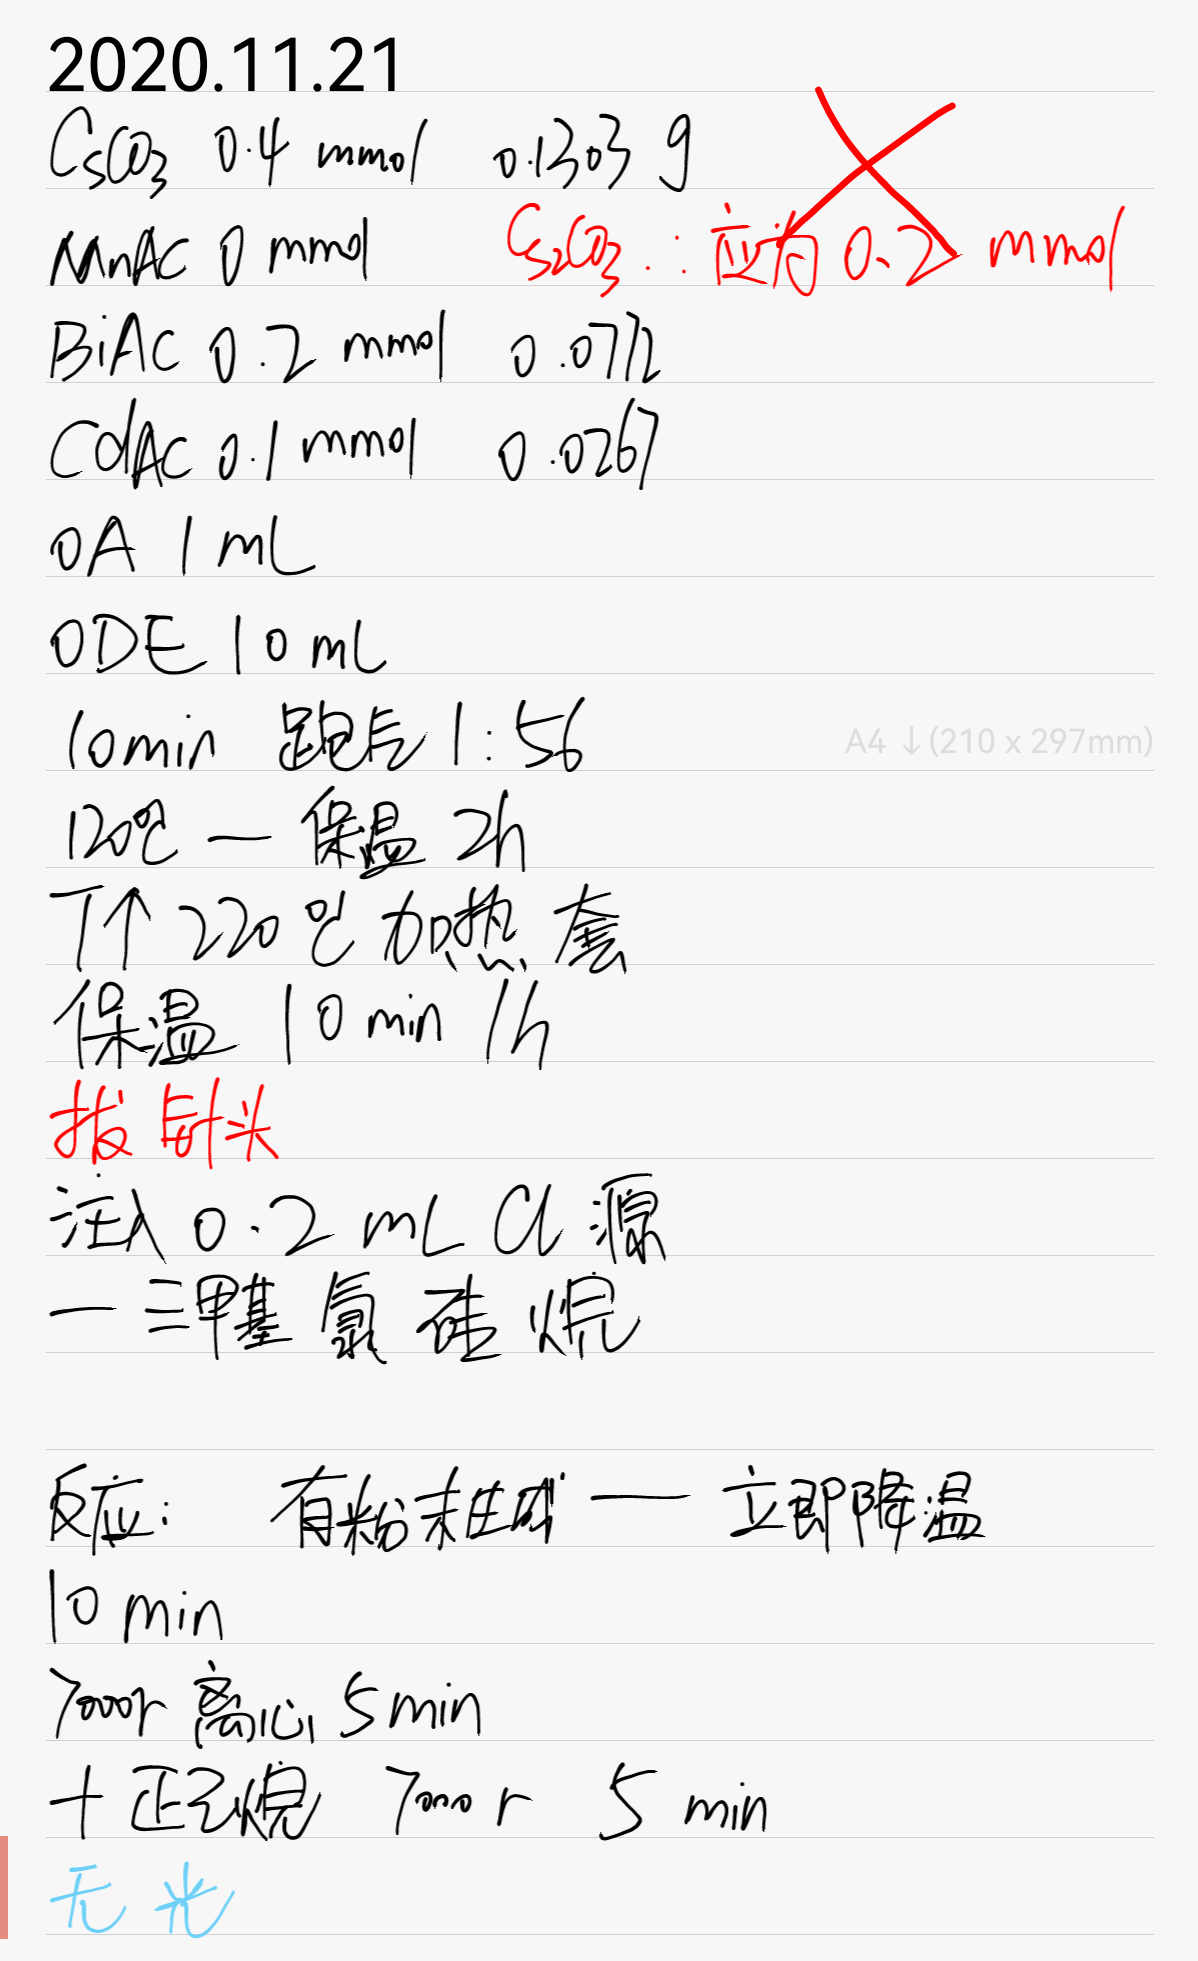 2020.11.21
CsCO3 0.4 mmol 0.1303 g
MnAC 0 mmol Cs2CO3 ∴应为 0.2 mmol
BiAC 0.2 mmol 0.0772
CdAC 0.1 mmol 0.0267
OA 1 mL
ODE 10 mL
10min 跑气 1:56
A4 ↓(210 x 297mm)
120℃ — 保温 2h
T↑ 220℃ 加热套
保温 10 min 1h
拔针头
注入 0.2 mL Cl 源
— 三甲基氯硅烷
反应: 有粉末生成 — 立即降温
10 min
7000r 离心 5min
+ 正己烷 7000 r 5 min
无光